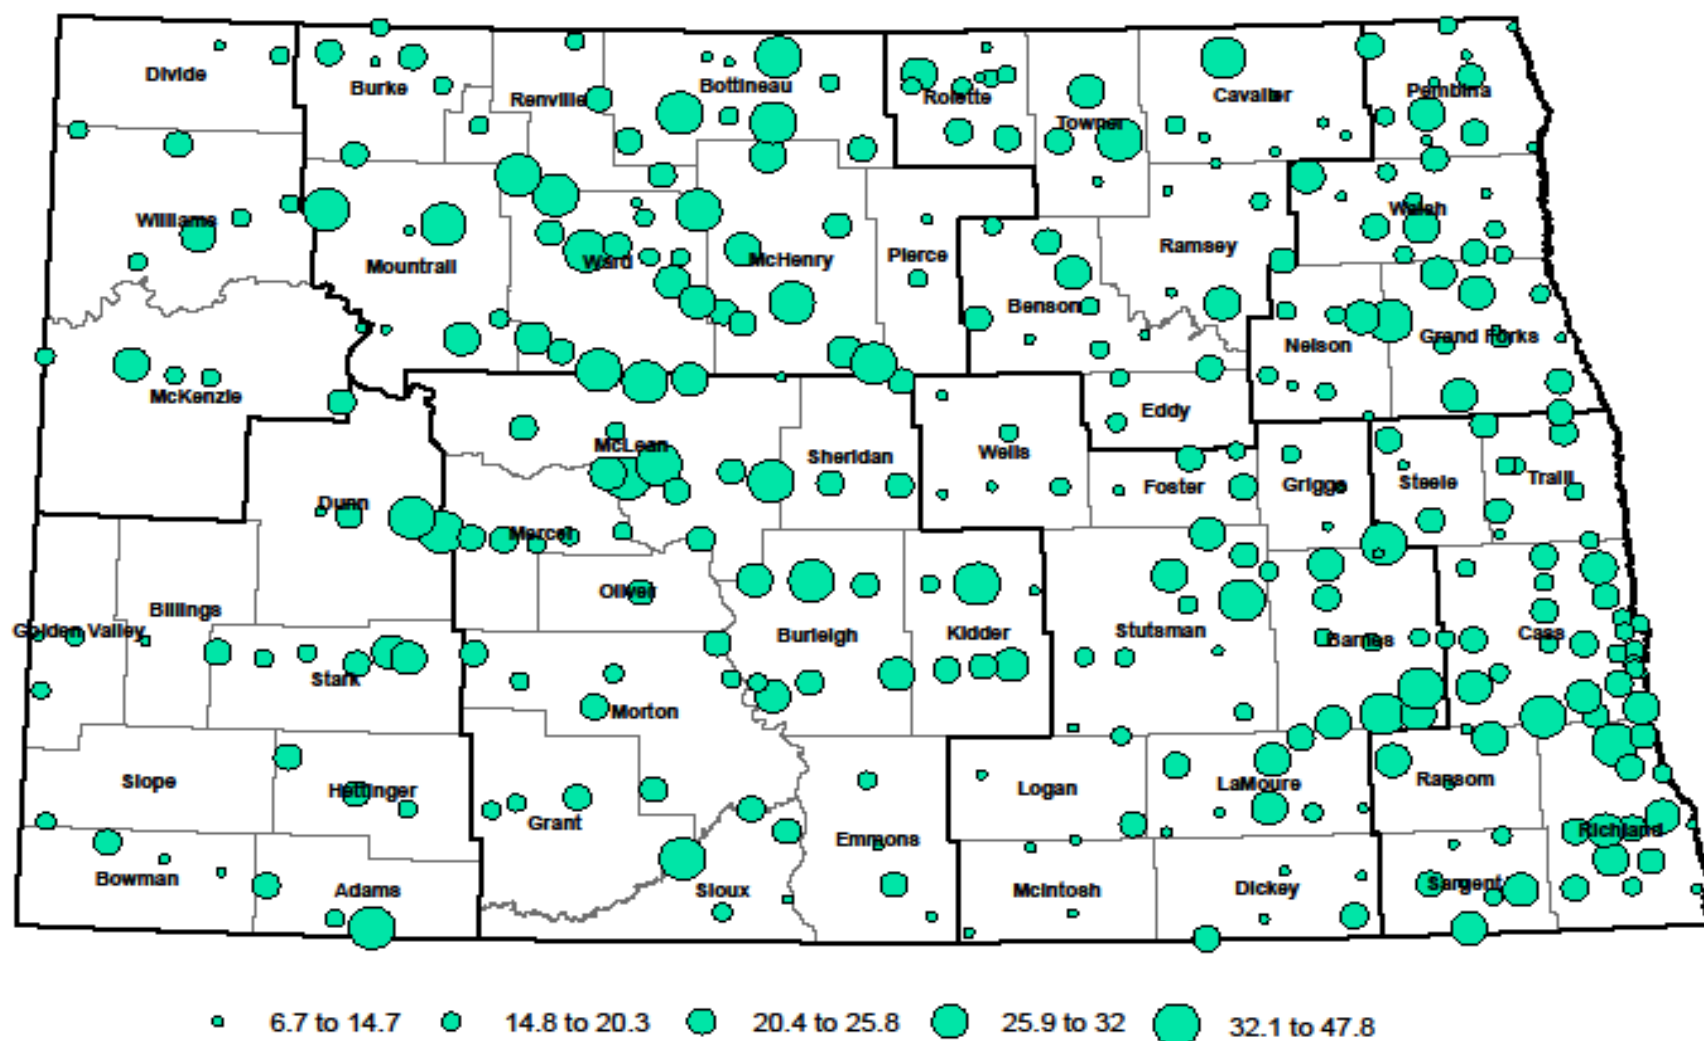 Divide
Burke
Renville
Bottineau
Rolette
Towner
Cavalier
Pembina
Williams
Mountrail
Ward
McHenry
Pierce
Benson
Ramsey
Walsh
Nelson
Grand Forks
McKenzie
Eddy
McLean
Sheridan
Wells
Foster
Griggs
Steele
Traill
Dunn
Mercer
Oliver
Billings
Golden Valley
Burleigh
Kidder
Stutsman
Barnes
Cass
Stark
Morton
Slope
Hettinger
Grant
Emmons
Logan
LaMoure
Ransom
Richland
Bowman
Adams
Sioux
McIntosh
Dickey
Sargent
6.7 to 14.7 14.8 to 20.3 20.4 to 25.8 25.9 to 32 32.1 to 47.8